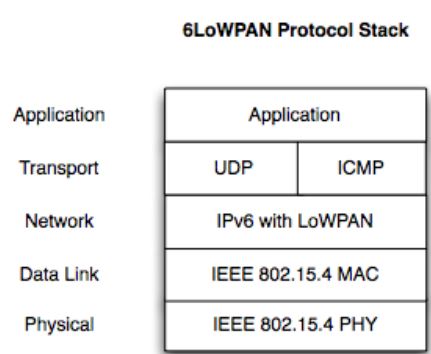 6LoWPAN Protocol Stack
Application Application
Transport UDP ICMP
Network IPv6 with LoWPAN
Data Link IEEE 802.15.4 MAC
Physical IEEE 802.15.4 PHY